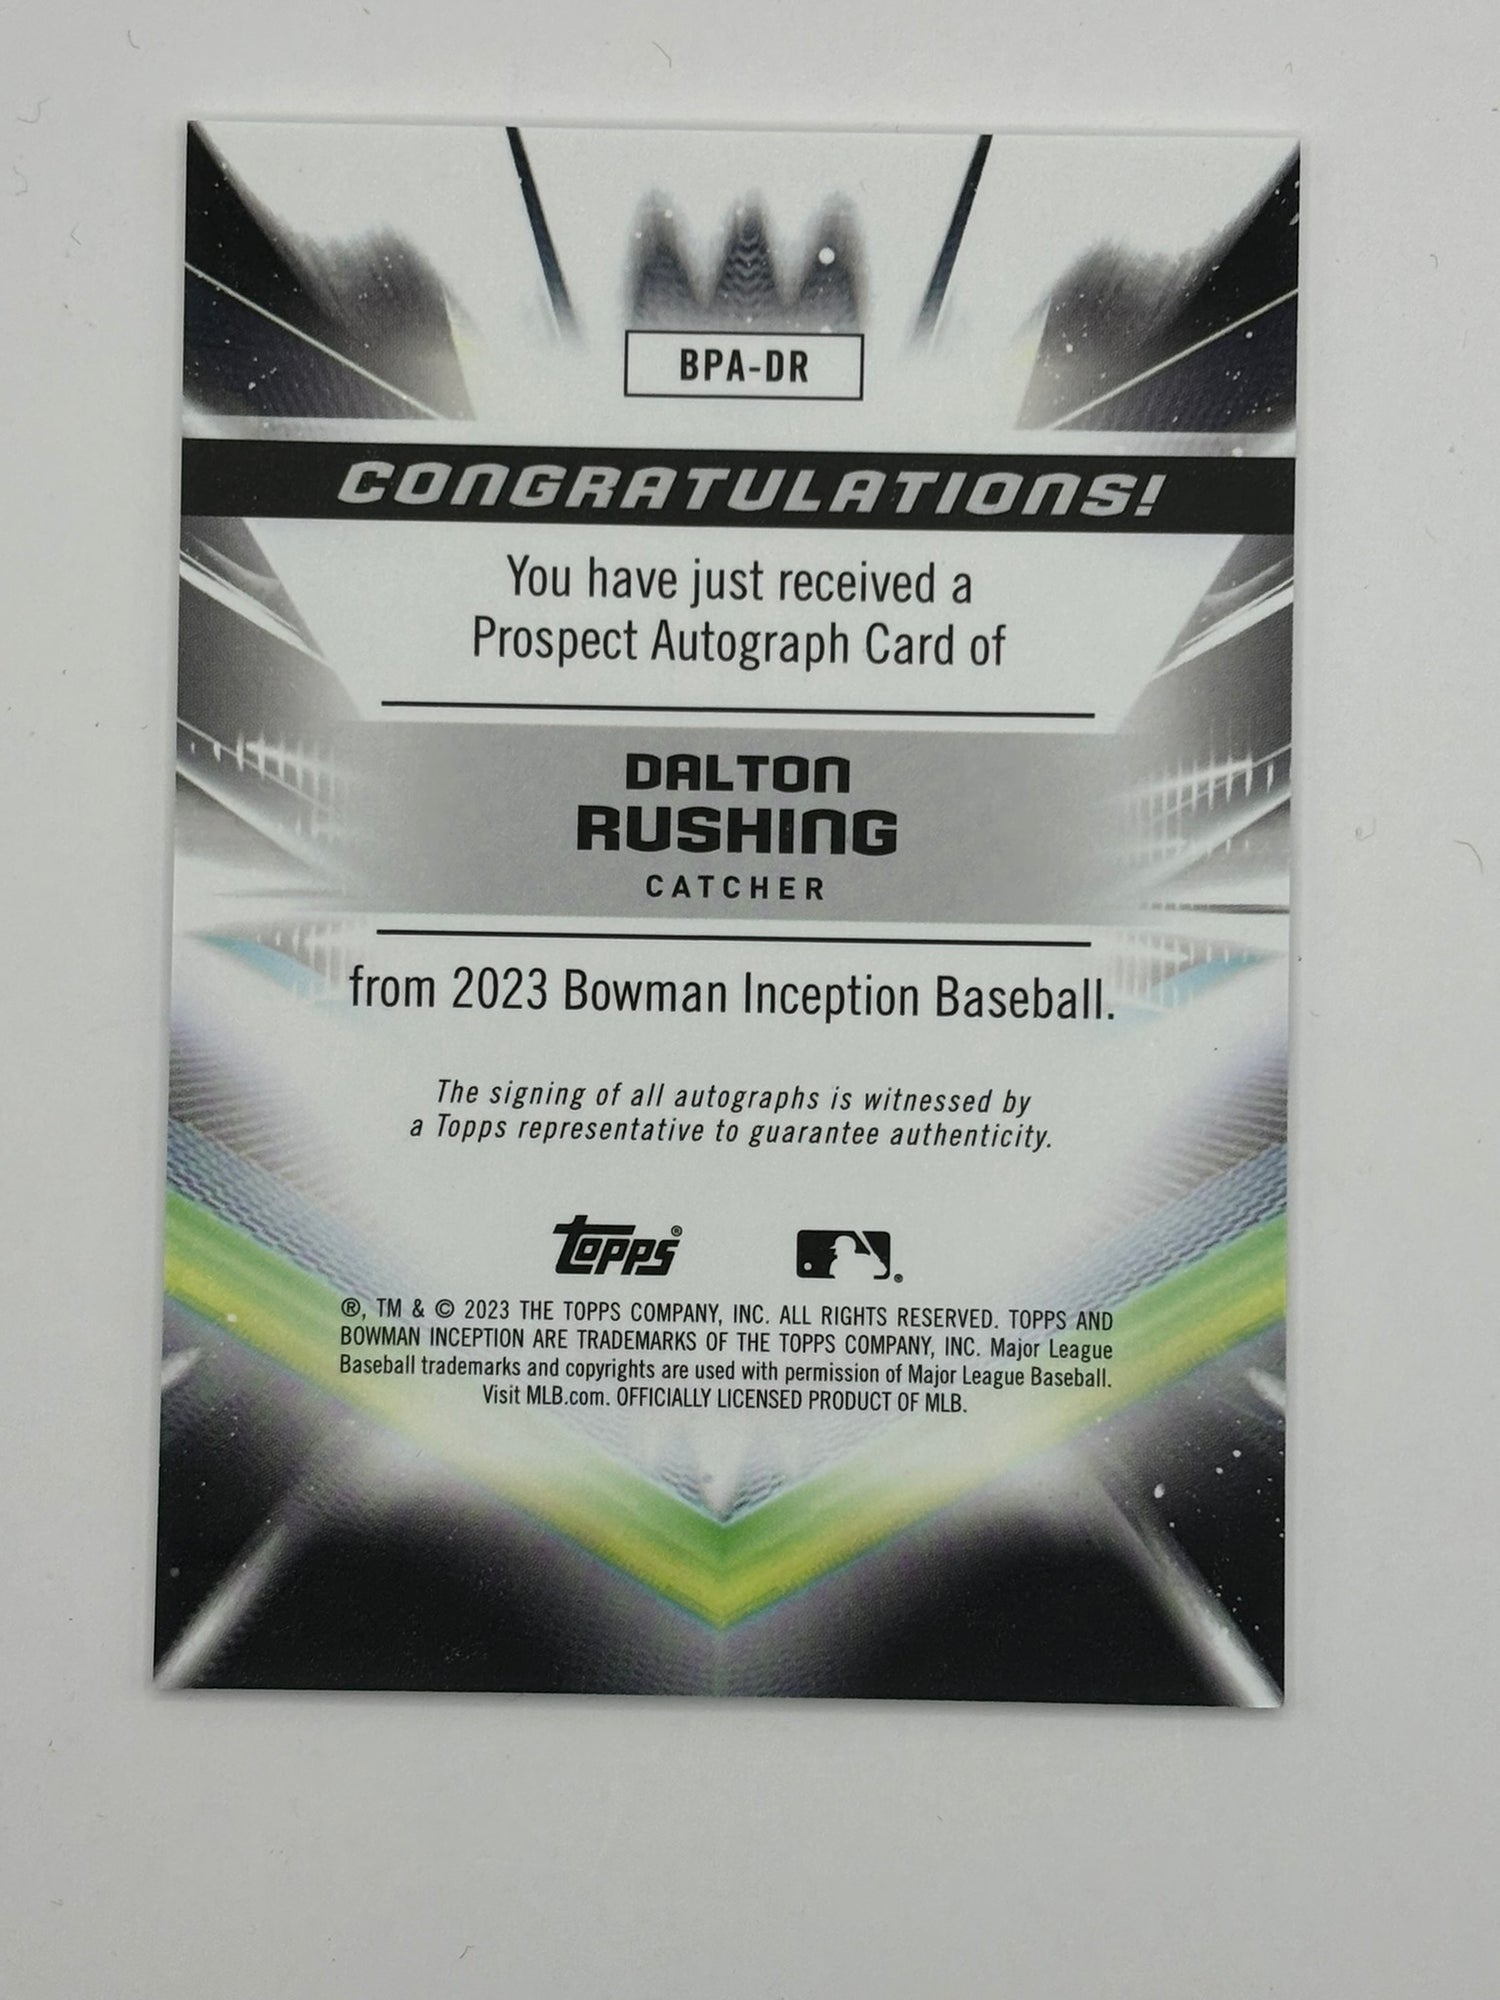 BPA-DR
CONGRATULATIONS!
You have just received a
Prospect Autograph Card of
DALTON
RUSHING
CATCHER
from 2023 Bowman Inception Baseball.
The signing of all autographs is witnessed by
a Topps representative to guarantee authenticity.
Topps®
®
®, TM & © 2023 THE TOPPS COMPANY, INC. ALL RIGHTS RESERVED. TOPPS AND
BOWMAN INCEPTION ARE TRADEMARKS OF THE TOPPS COMPANY, INC. Major League
Baseball trademarks and copyrights are used with permission of Major League Baseball.
Visit MLB.com. OFFICIALLY LICENSED PRODUCT OF MLB.